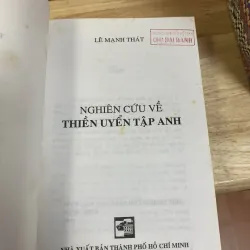 LÊ MẠNH THÁT
NGHIÊN CỨU VỀ
THIỀN UYỂN TẬP ANH
NHÀ XUẤT BẢN THÀNH PHỐ HỒ CHÍ MINH